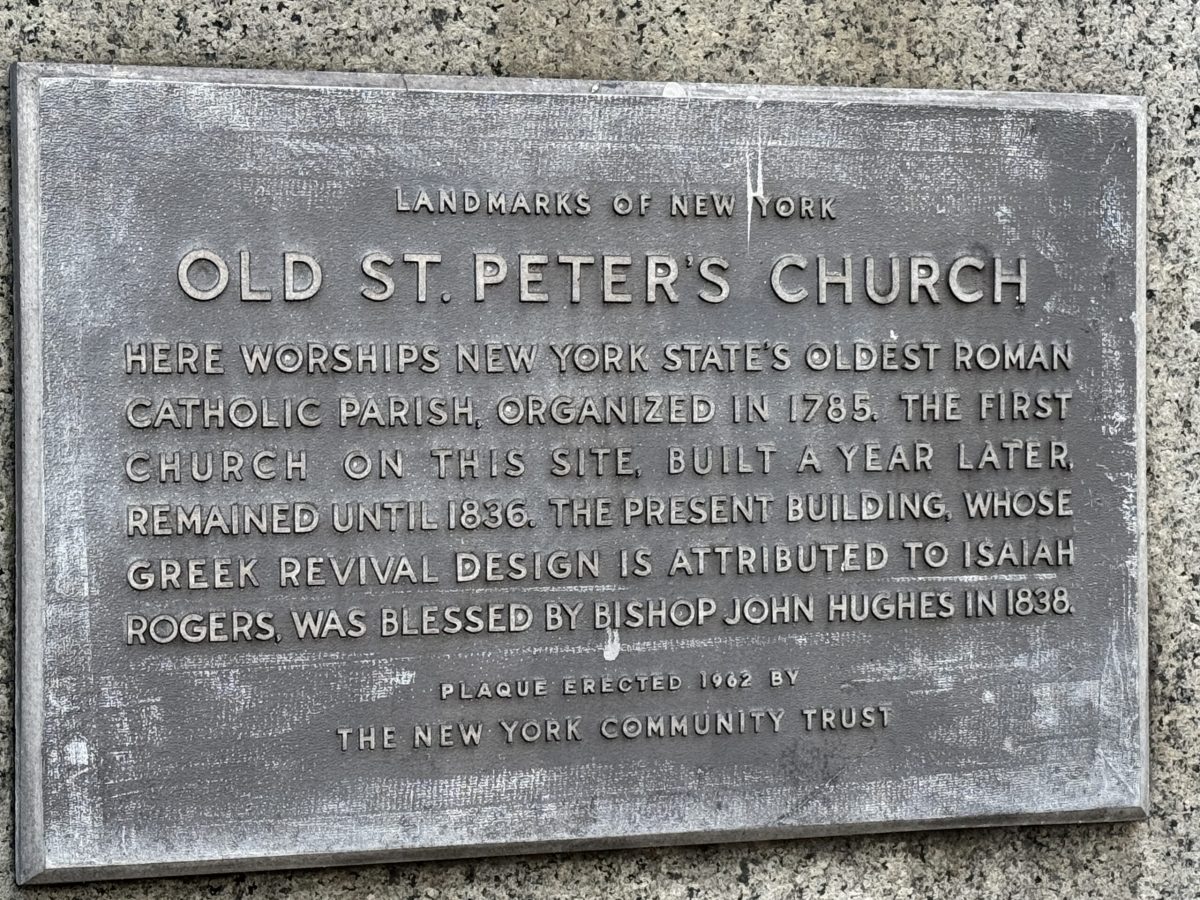 LANDMARKS OF NEW YORK
OLD ST. PETER'S CHURCH
HERE WORSHIPS NEW YORK STATE'S OLDEST ROMAN
CATHOLIC PARISH, ORGANIZED IN 1785. THE FIRST
CHURCH ON THIS SITE, BUILT A YEAR LATER,
REMAINED UNTIL 1836. THE PRESENT BUILDING, WHOSE
GREEK REVIVAL DESIGN IS ATTRIBUTED TO ISAIAH
ROGERS, WAS BLESSED BY BISHOP JOHN HUGHES IN 1838.
PLAQUE ERECTED 1962 BY
THE NEW YORK COMMUNITY TRUST